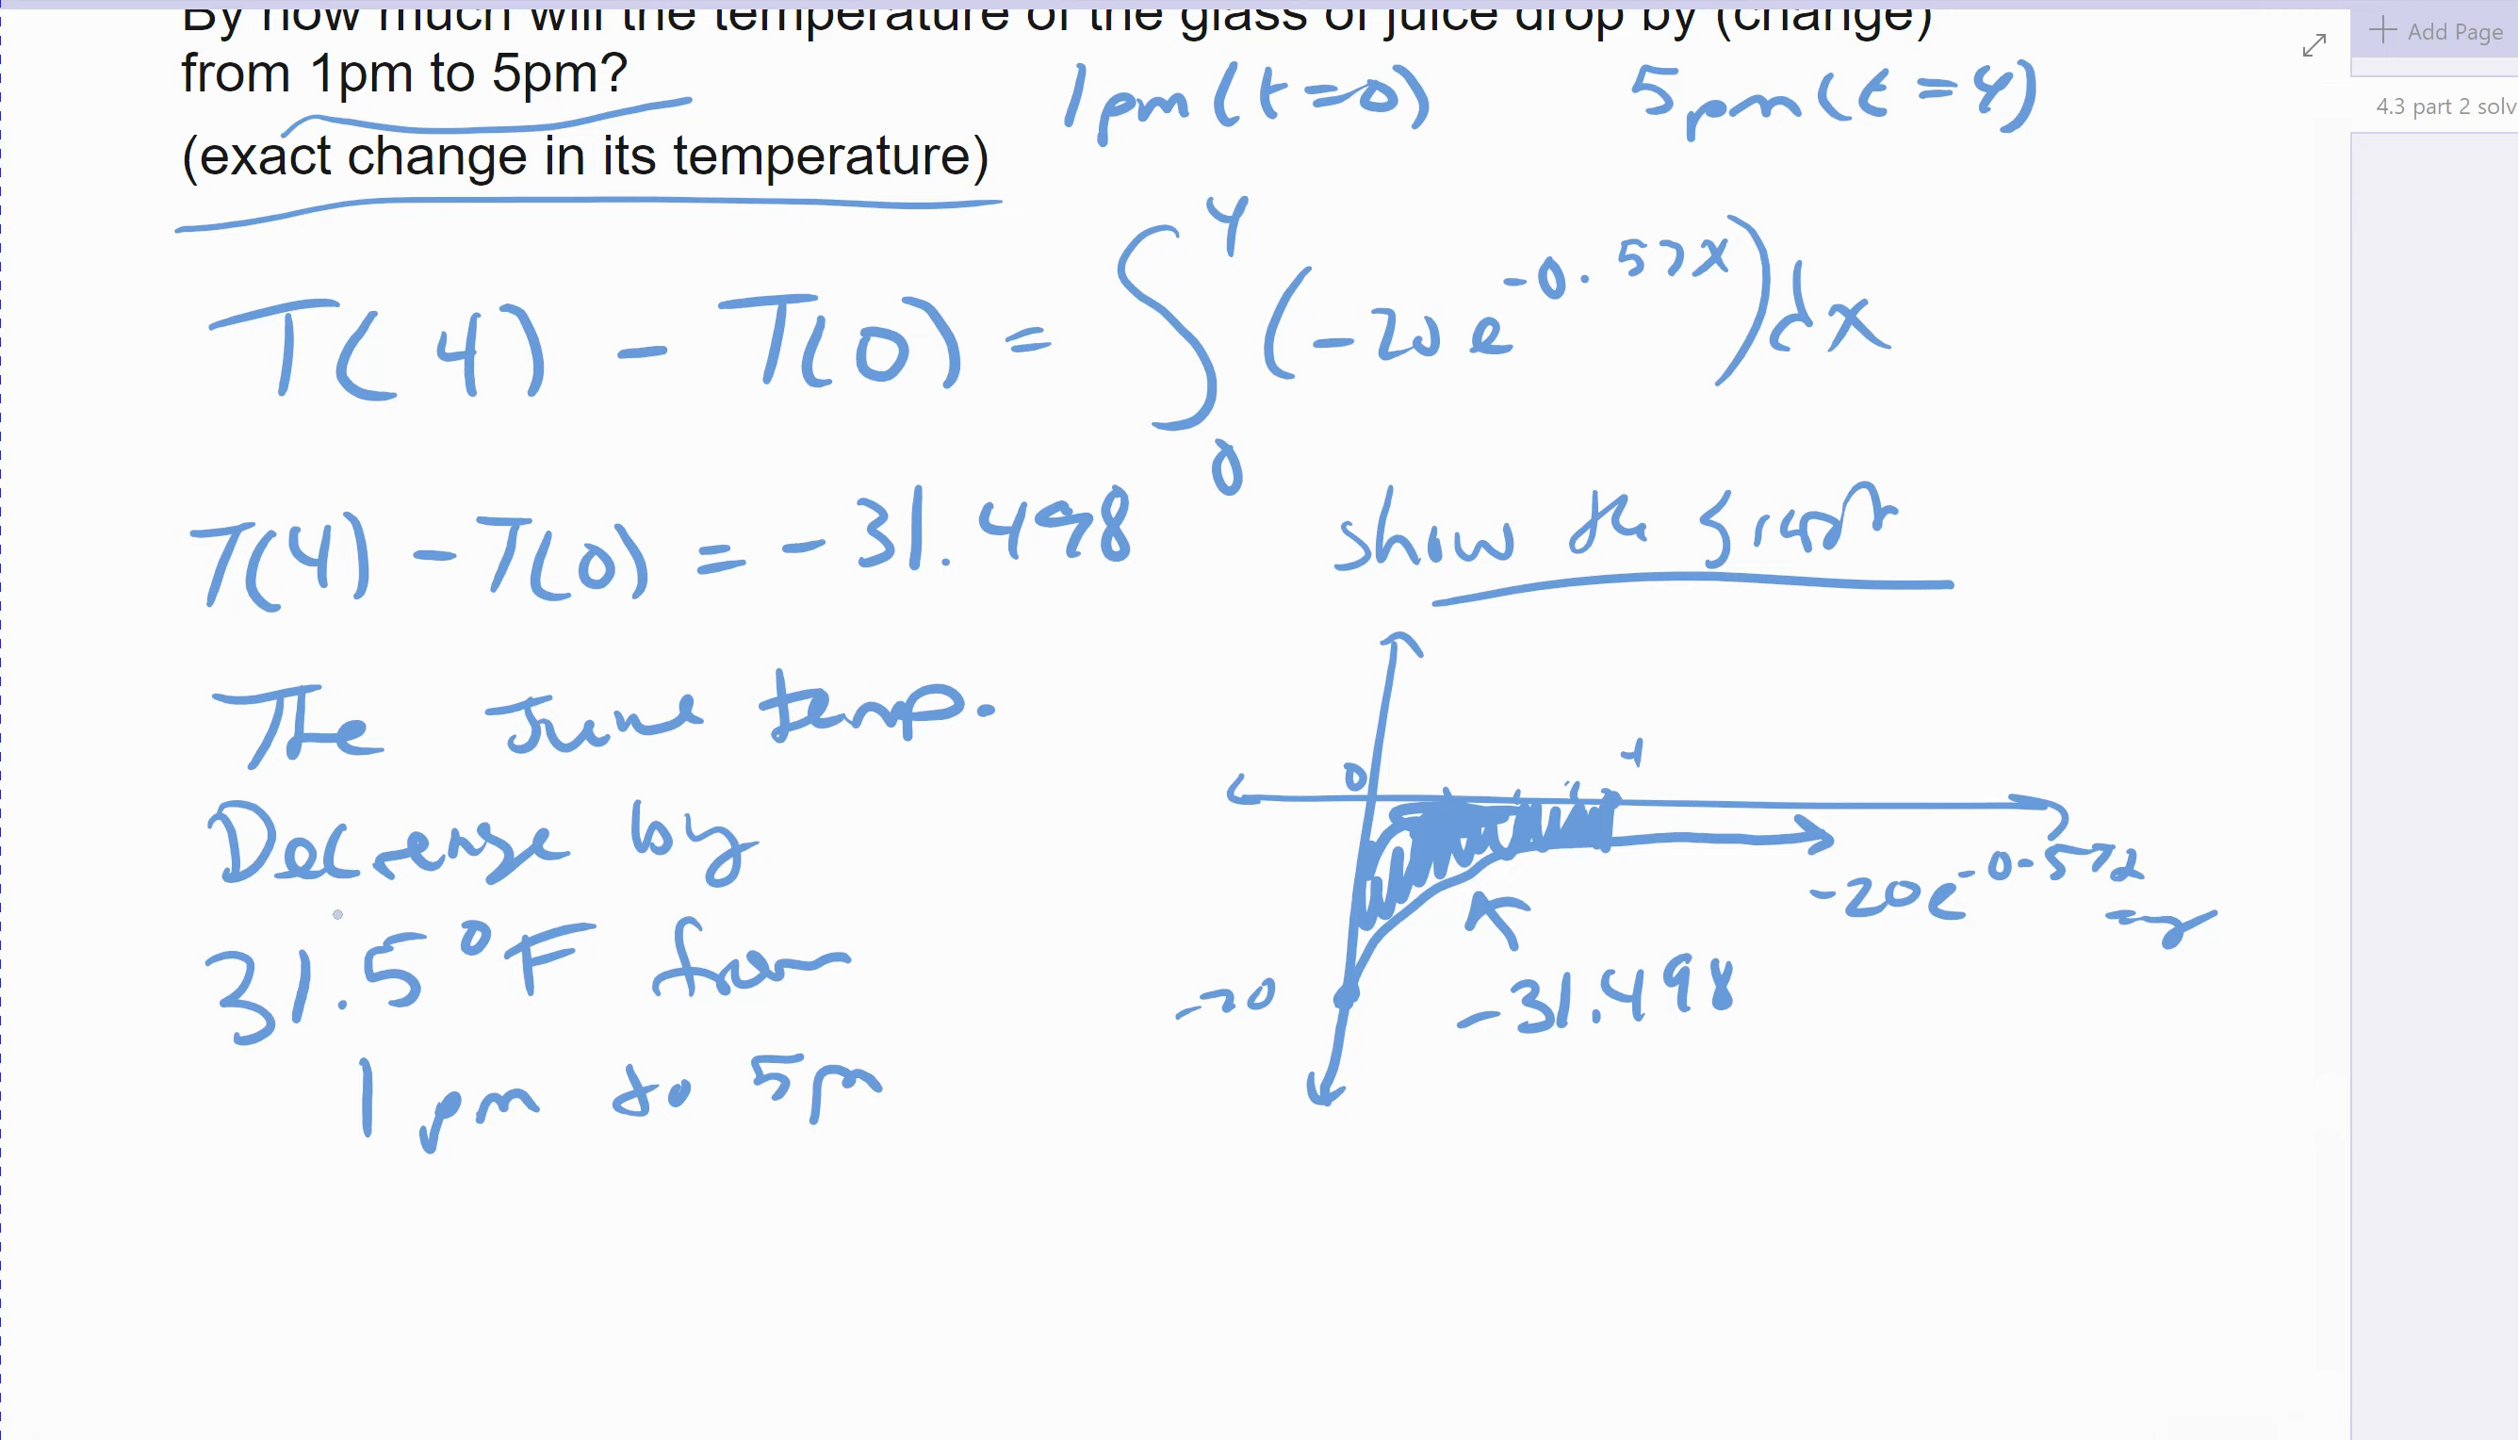 By how much will the temperature of the glass of juice drop by (change)
from 1pm to 5pm?
1pm (t=0) 5pm (t=4)
(exact change in its temperature)
T(4) - T(0) = ∫₀⁴ (-20e^-0.57x) dx
T(4) - T(0) = -31.498
show the graph
The Juice temp.
Decrease by
31.5°F from
1 pm to 5pm
0 4
-20e^-0.57x
-20
-31.498
+ Add Page
4.3 part 2 solv